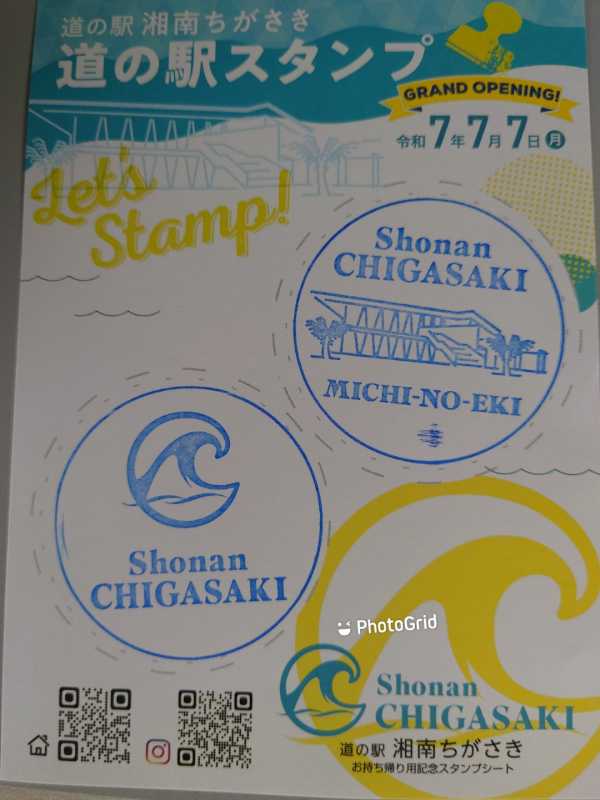 道の駅 湘南ちがさき
道の駅スタンプ
GRAND OPENING!
令和7年7月7日月
Let's
Stamp!
Shonan
CHIGASAKI
MICHI-NO-EKI
Shonan
CHIGASAKI
PhotoGrid
Shonan
CHIGASAKI
道の駅 湘南ちがさき
お持ち帰り用記念スタンプシート